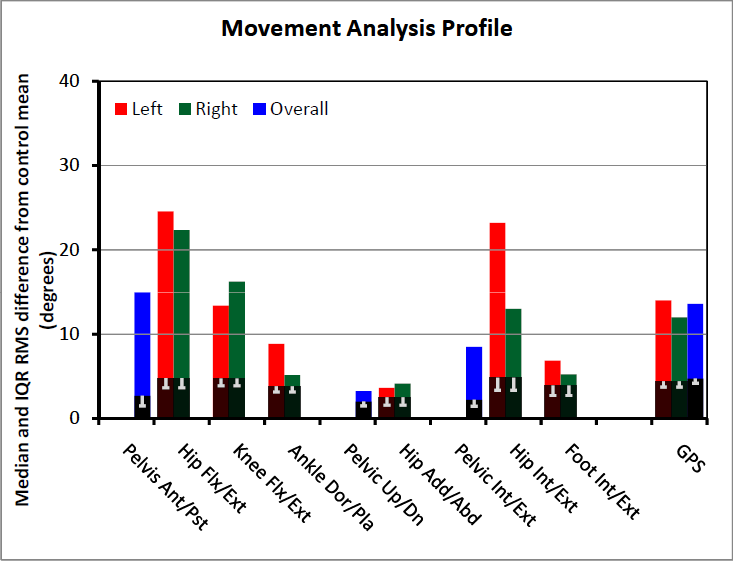 Movement Analysis Profile
Median and IQR RMS difference from control mean
(degrees)
40
30
20
10
0
Left Right Overall
Pelvis Ant/Pst
Hip Flx/Ext
Knee Flx/Ext
Ankle Dor/Pla
Pelvic Up/Dn
Hip Add/Abd
Pelvic Int/Ext
Hip Int/Ext
Foot Int/Ext
GPS